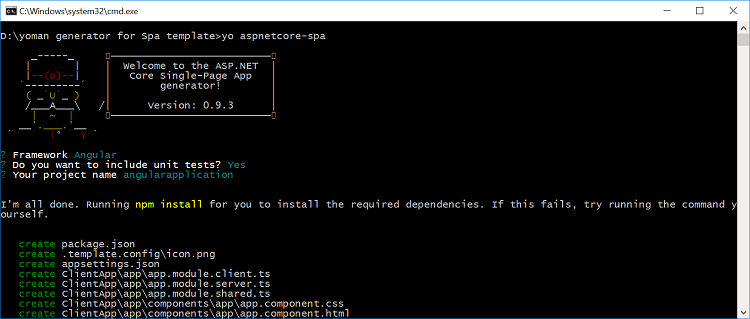 C:\Windows\system32\cmd.exe
D:\yoman generator for Spa template>yo aspnetcore-spa
Welcome to the ASP.NET
Core Single-Page App
generator!
Version: 0.9.3
? Framework Angular
? Do you want to include unit tests? Yes
? Your project name angularapplication
I'm all done. Running npm install for you to install the required dependencies. If this fails, try running the command y
ourself.
create package.json
create .template.config\icon.png
create appsettings.json
create ClientApp\app\app.module.client.ts
create ClientApp\app\app.module.server.ts
create ClientApp\app\app.module.shared.ts
create ClientApp\app\components\app\app.component.css
create ClientApp\app\components\app\app.component.html